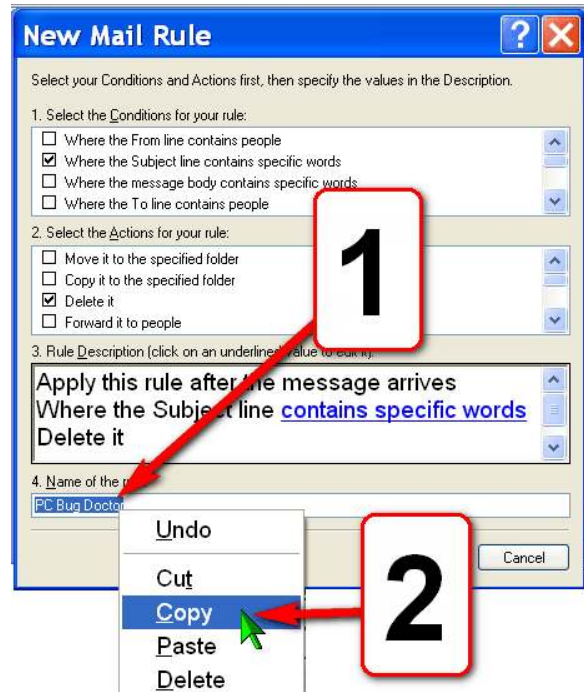 New Mail Rule
Select your Conditions and Actions first, then specify the values in the Description.
1. Select the Conditions for your rule:
Where the From line contains people
Where the Subject line contains specific words
Where the message body contains specific words
Where the To line contains people
2. Select the Actions for your rule:
Move it to the specified folder
Copy it to the specified folder
Delete it
Forward it to people
1
3. Rule Description (click on an underlined value to edit it):
Apply this rule after the message arrives
Where the Subject line contains specific words
Delete it
4. Name of the
PC Bug Doctor
Cancel
Undo
Cut
Copy
Paste
Delete
2